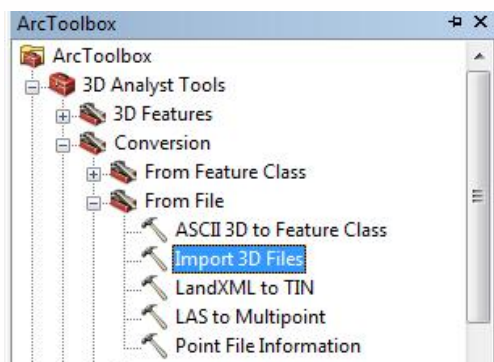 ArcToolbox
ArcToolbox
3D Analyst Tools
3D Features
Conversion
From Feature Class
From File
ASCII 3D to Feature Class
Import 3D Files
LandXML to TIN
LAS to Multipoint
Point File Information